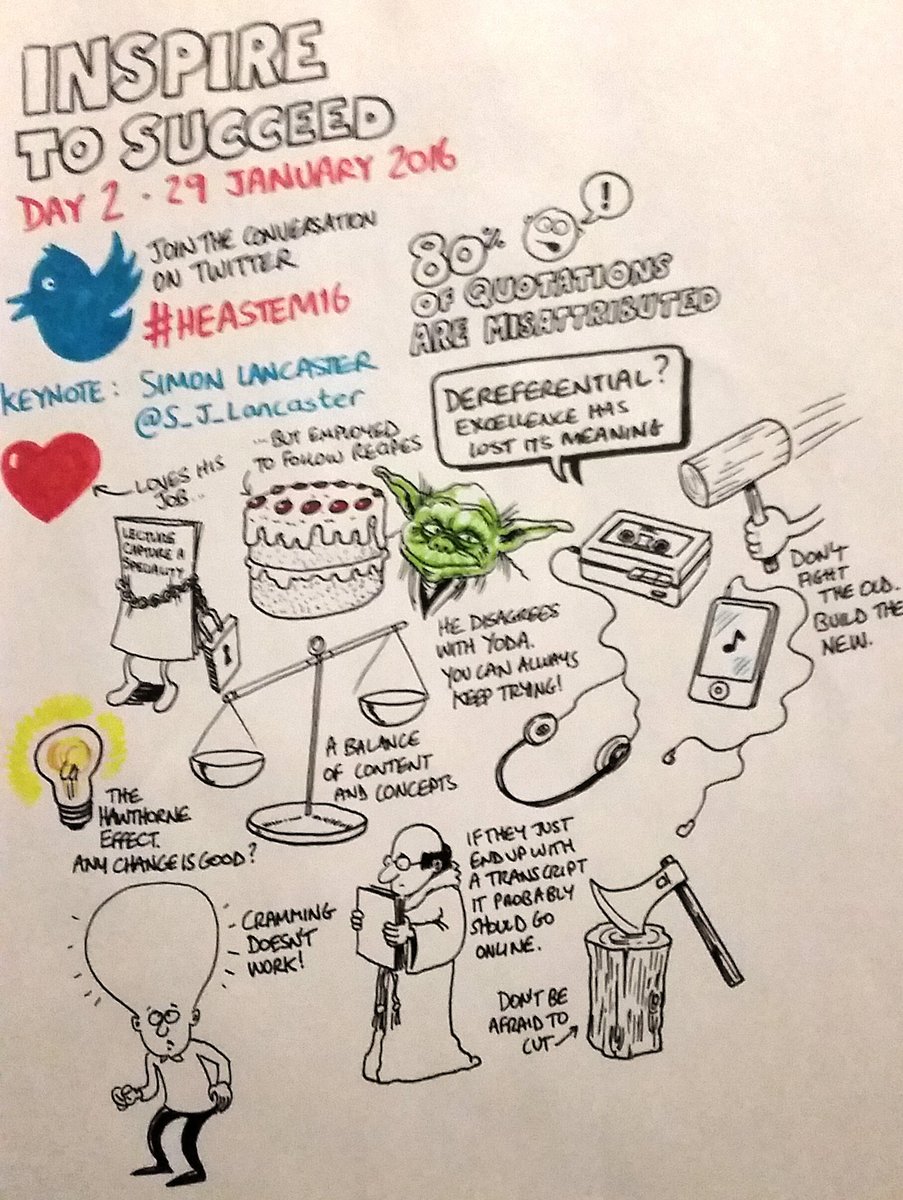 INSPIRE
TO SUCCEED
DAY 2 · 29 JANUARY 2016
JOIN THE CONVERSATION
ON TWITTER
#HEASTEM16
80%
!
OF QUOTATIONS
ARE MISATTRIBUTED
KEYNOTE: SIMON LANCASTER
@S_J_Lancaster
DEREFERENTIAL?
EXCELLENCE HAS
LOST ITS MEANING
LOVES HIS
JOB..
...BUT EMPLOYED
TO FOLLOW RECIPES
LECTURE
CAPTURE A
SPECIALITY
HE DISAGREES
WITH YODA.
YOU CAN ALWAYS
KEEP TRYING!
DON'T
FIGHT
THE OLD.
BUILD THE
NEW.
A BALANCE
OF CONTENT
AND CONCEPTS
THE
HAWTHORNE
EFFECT.
ANY CHANGE IS GOOD?
CRAMMING
DOESN'T
WORK!
IF THEY JUST
END UP WITH
A TRANSCRIPT
IT PROBABLY
SHOULD GO
ONLINE.
DON'T BE
AFRAID TO
CUT